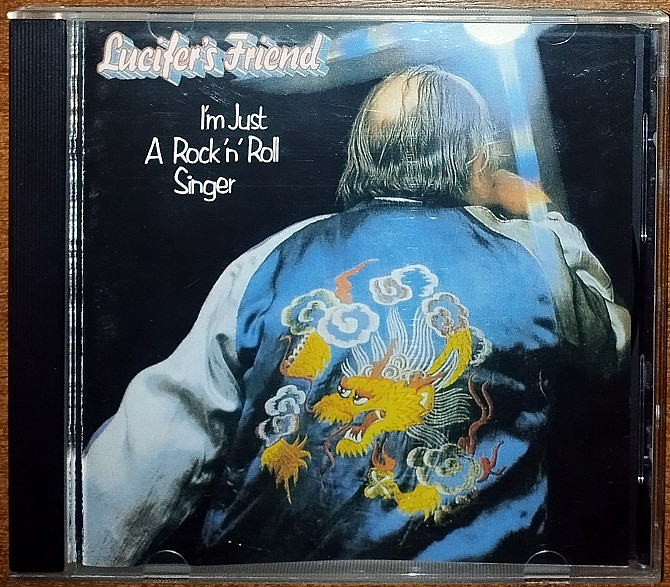 Lucifer's Friend
I'm Just
A Rock 'n' Roll
Singer